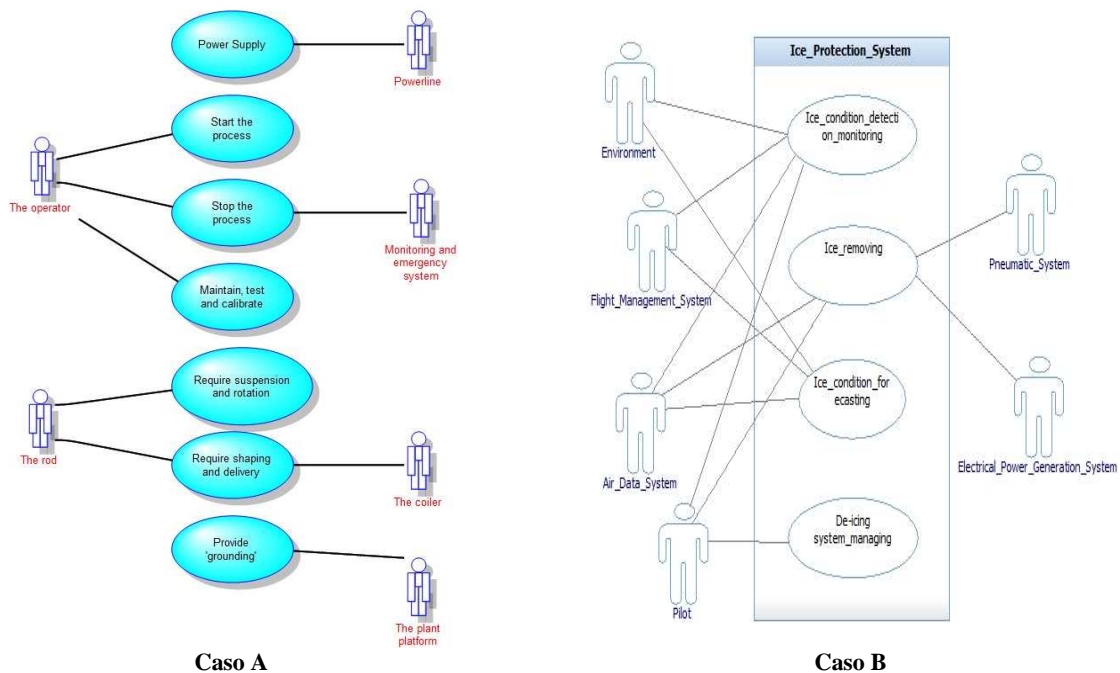 Power Supply
Powerline
Start the
process
The operator
Stop the
process
Monitoring and
emergency
system
Maintain, test
and calibrate
Require suspension
and rotation
The rod
Require shaping
and delivery
The coiler
Provide
'grounding'
The plant
platform
Caso A
Ice_Protection_System
Environment
Ice_condition_detecti
on_monitoring
Flight_Management_System
Ice_removing
Pneumatic_System
Air_Data_System
Ice_condition_for
ecasting
Electrical_Power_Generation_System
Pilot
De-icing
system_managing
Caso B